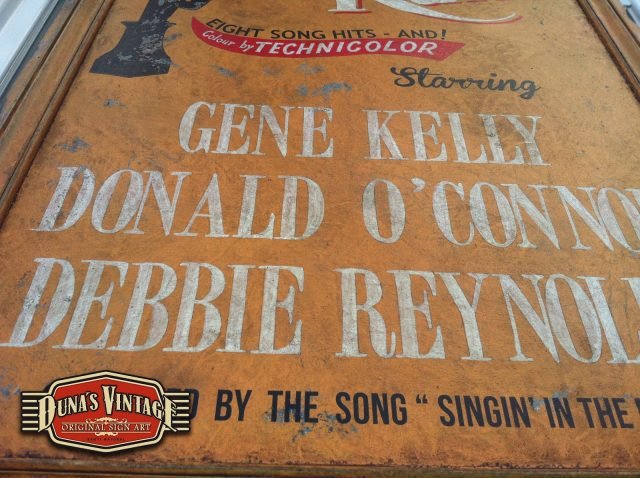 EIGHT SONG HITS - AND!
Colour by TECHNICOLOR
Starring
GENE KELLY
DONALD O'CONNO
DEBBIE REYNOL
BY THE SONG " SINGIN' IN THE
DUNA'S VINTAGE
ORIGINAL SIGN ART